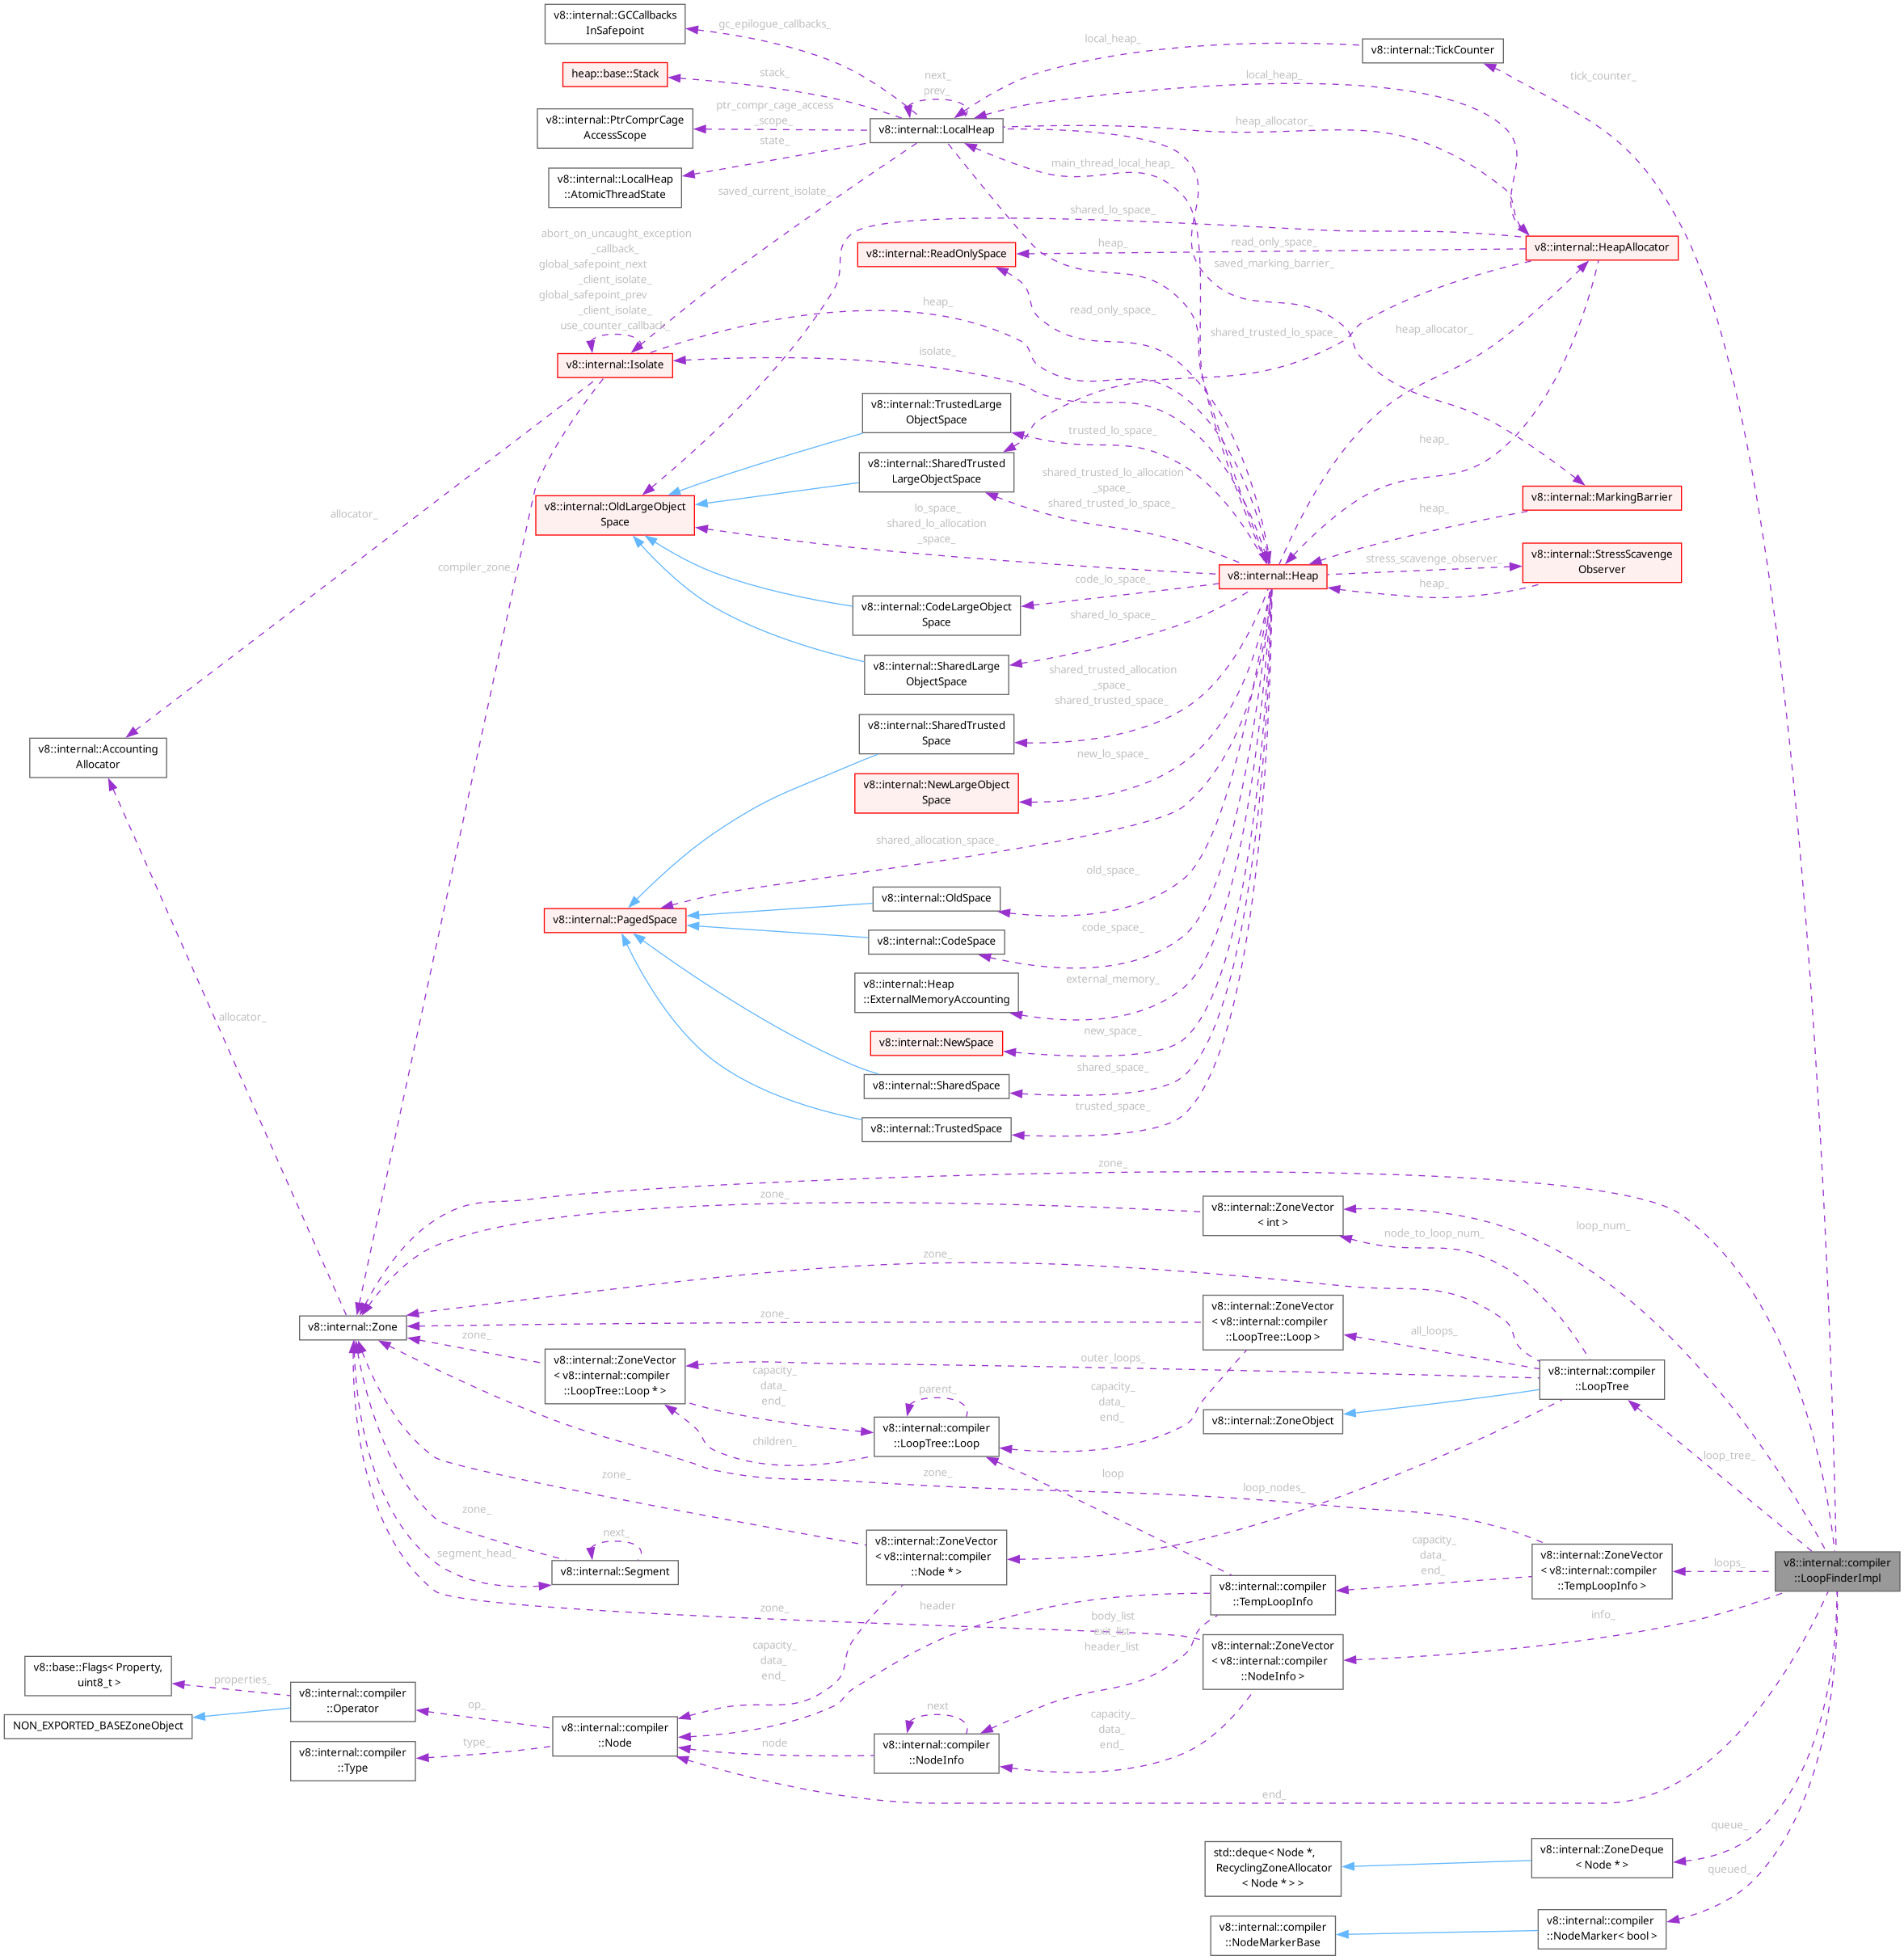 v8::internal::GCCallbacks
InSafepoint
gc_epilogue_callbacks_
heap::base::Stack
stack_
next_
prev_
local_heap_
v8::internal::TickCounter
local_heap_
tick_counter_
v8::internal::PtrComprCage
AccessScope
ptr_compr_cage_access
_scope_
v8::internal::LocalHeap
heap_allocator_
state_
v8::internal::LocalHeap
::AtomicThreadState
saved_current_isolate_
main_thread_local_heap_
shared_lo_space_
abort_on_uncaught_exception
_callback_
global_safepoint_next
_client_isolate_
global_safepoint_prev
_client_isolate_
use_counter_callback_
v8::internal::ReadOnlySpace
heap_
read_only_space_
saved_marking_barrier_
v8::internal::HeapAllocator
heap_
read_only_space_
shared_trusted_lo_space_
heap_allocator_
v8::internal::Isolate
isolate_
v8::internal::TrustedLarge
ObjectSpace
trusted_lo_space_
heap_
v8::internal::SharedTrusted
LargeObjectSpace
shared_trusted_lo_allocation
_space_
shared_trusted_lo_space_
allocator_
v8::internal::OldLargeObject
Space
lo_space_
shared_lo_allocation
_space_
v8::internal::MarkingBarrier
heap_
compiler_zone_
v8::internal::Heap
stress_scavenge_observer_
heap_
v8::internal::StressScavenge
Observer
code_lo_space_
v8::internal::CodeLargeObject
Space
shared_lo_space_
v8::internal::SharedLarge
ObjectSpace
shared_trusted_allocation
_space_
shared_trusted_space_
v8::internal::SharedTrusted
Space
v8::internal::Accounting
Allocator
new_lo_space_
v8::internal::NewLargeObject
Space
shared_allocation_space_
old_space_
v8::internal::OldSpace
v8::internal::PagedSpace
code_space_
v8::internal::CodeSpace
external_memory_
v8::internal::Heap
::ExternalMemoryAccounting
allocator_
new_space_
v8::internal::NewSpace
shared_space_
v8::internal::SharedSpace
trusted_space_
v8::internal::TrustedSpace
zone_
zone_
v8::internal::ZoneVector
< int >
node_to_loop_num_
loop_num_
zone_
v8::internal::Zone
zone_
v8::internal::ZoneVector
< v8::internal::compiler
::LoopTree::Loop >
all_loops_
zone_
v8::internal::ZoneVector
< v8::internal::compiler
::LoopTree::Loop * >
outer_loops_
v8::internal::compiler
::LoopTree
capacity_
data_
end_
parent_
capacity_
data_
end_
v8::internal::ZoneObject
v8::internal::compiler
::LoopTree::Loop
children_
loop_tree_
zone_
zone_
loop
loop_nodes_
zone_
segment_head_
next_
v8::internal::Segment
v8::internal::ZoneVector
< v8::internal::compiler
::Node * >
v8::internal::compiler
::TempLoopInfo
capacity_
data_
end_
v8::internal::ZoneVector
< v8::internal::compiler
::TempLoopInfo >
loops_
v8::internal::compiler
::LoopFinderImpl
zone_
header
body_list
exit_list
header_list
info_
v8::internal::ZoneVector
< v8::internal::compiler
::NodeInfo >
capacity_
data_
end_
v8::base::Flags< Property,
uint8_t >
properties_
v8::internal::compiler
::Operator
op_
NON_EXPORTED_BASEZoneObject
v8::internal::compiler
::Node
next
node
v8::internal::compiler
::NodeInfo
capacity_
data_
end_
v8::internal::compiler
::Type
type_
end_
queue_
std::deque< Node *,
RecyclingZoneAllocator
< Node * > >
v8::internal::ZoneDeque
< Node * >
queued_
v8::internal::compiler
::NodeMarkerBase
v8::internal::compiler
::NodeMarker< bool >